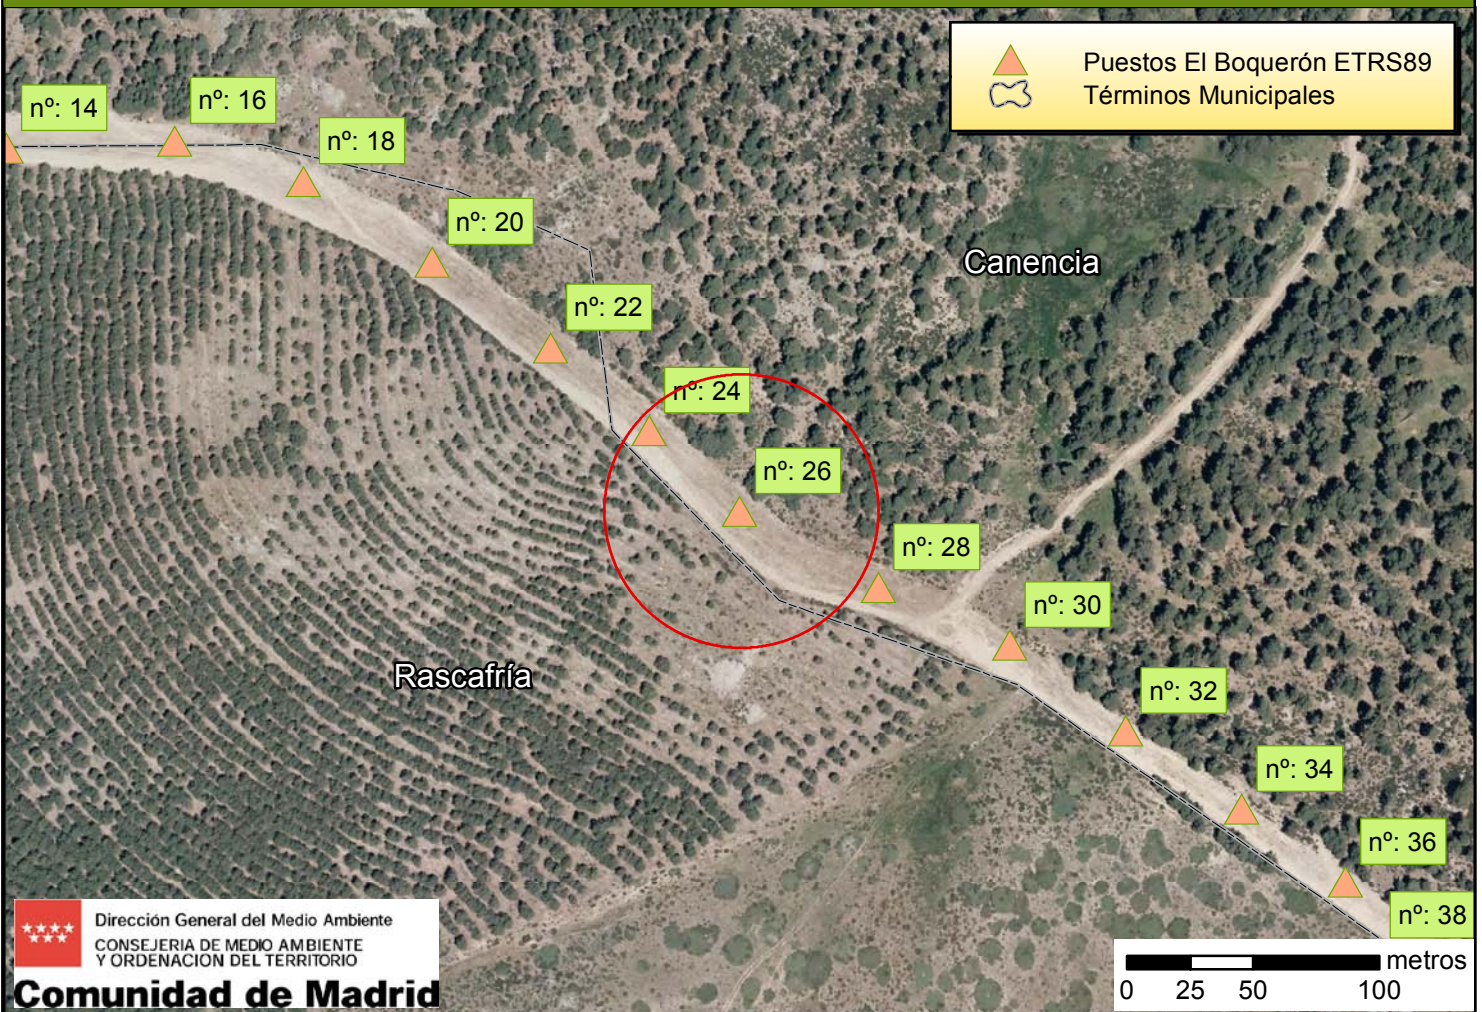 Puestos El Boquerón ETRS89
Términos Municipales
nº: 14
nº: 16
nº: 18
nº: 20
nº: 22
Canencia
nº: 24
nº: 26
nº: 28
nº: 30
Rascafría
nº: 32
nº: 34
nº: 36
nº: 38
Dirección General del Medio Ambiente
CONSEJERIA DE MEDIO AMBIENTE
Y ORDENACION DEL TERRITORIO
Comunidad de Madrid
metros
0 25 50 100